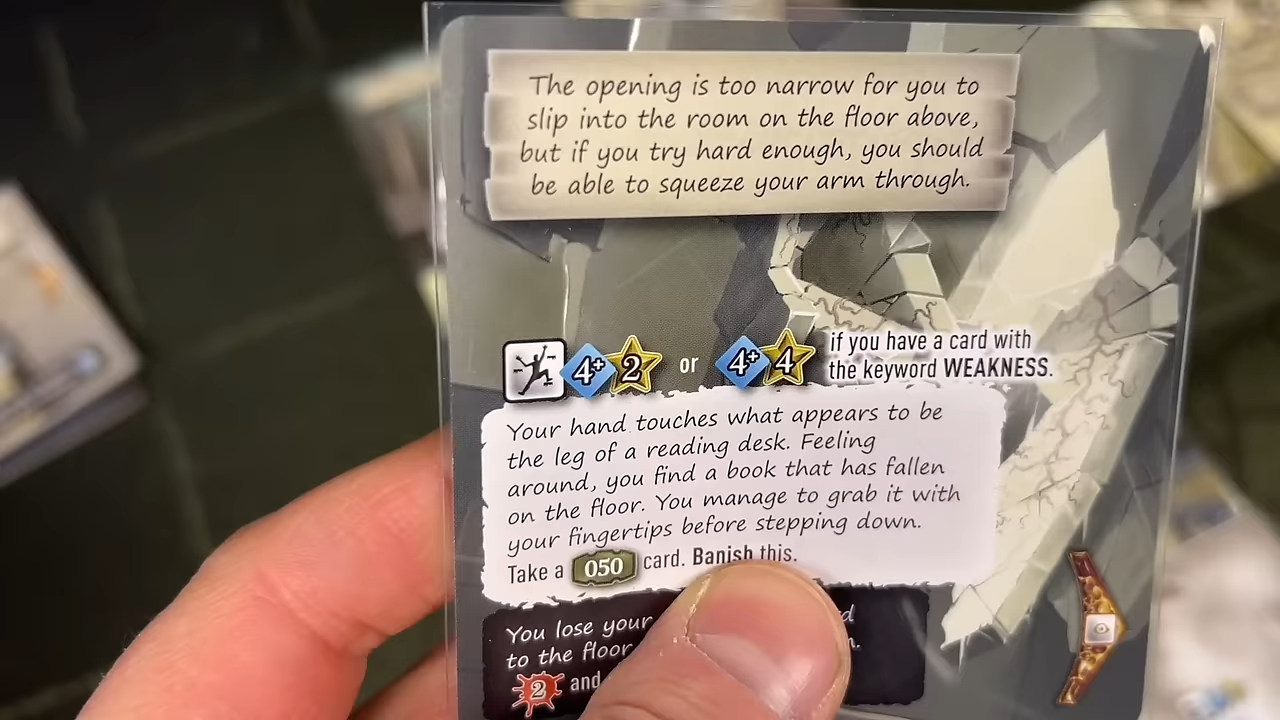 The opening is too narrow for you to
slip into the room on the floor above,
but if you try hard enough, you should
be able to squeeze your arm through.
4+ 2 or 4+ 4 if you have a card with
the keyword WEAKNESS.
Your hand touches what appears to be
the leg of a reading desk. Feeling
around, you find a book that has fallen
on the floor. You manage to grab it with
your fingertips before stepping down.
Take a 050 card. Banish this.
You lose your
to the floor
2 and